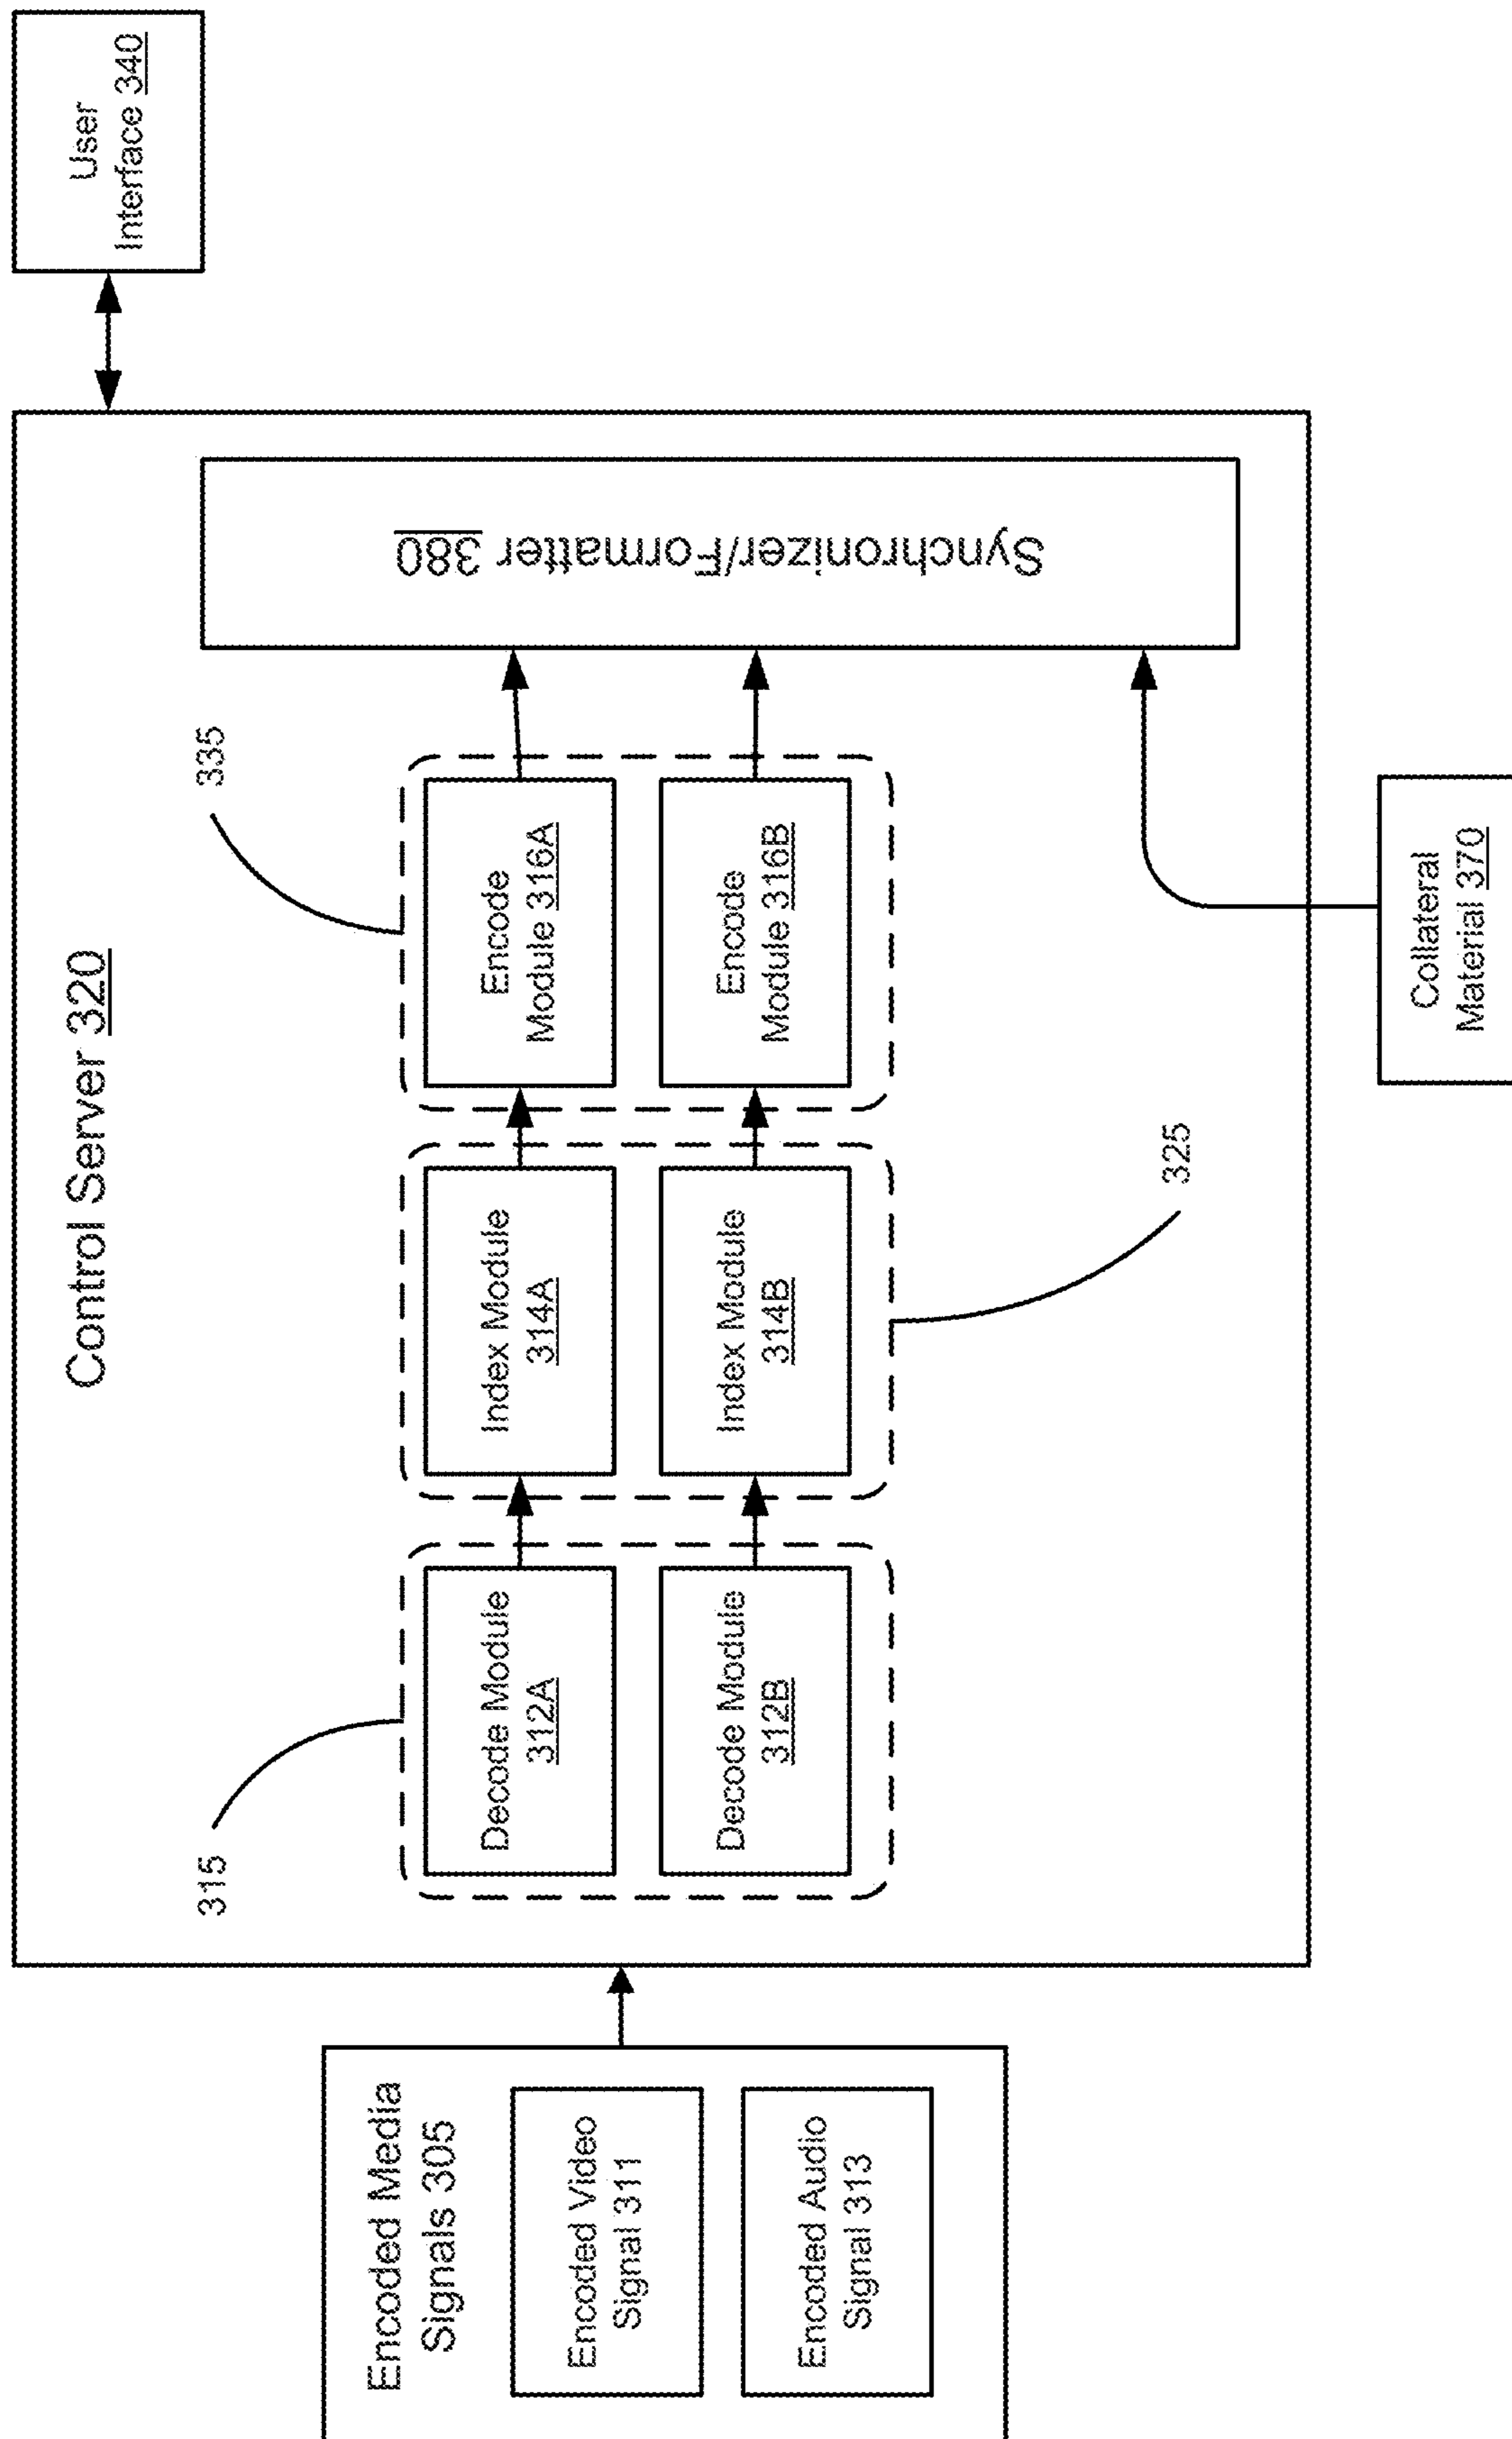 Control Server 320
User
Interface 340
335
315
Encode
Module 316A
Index Module
314A
Decode Module
312A
Encode
Module 316B
Index Module
314B
Decode Module
312B
Synchronizer/Formatter 380
325
Encoded Media
Signals 305
Encoded Video
Signal 311
Encoded Audio
Signal 313
Collateral
Material 370